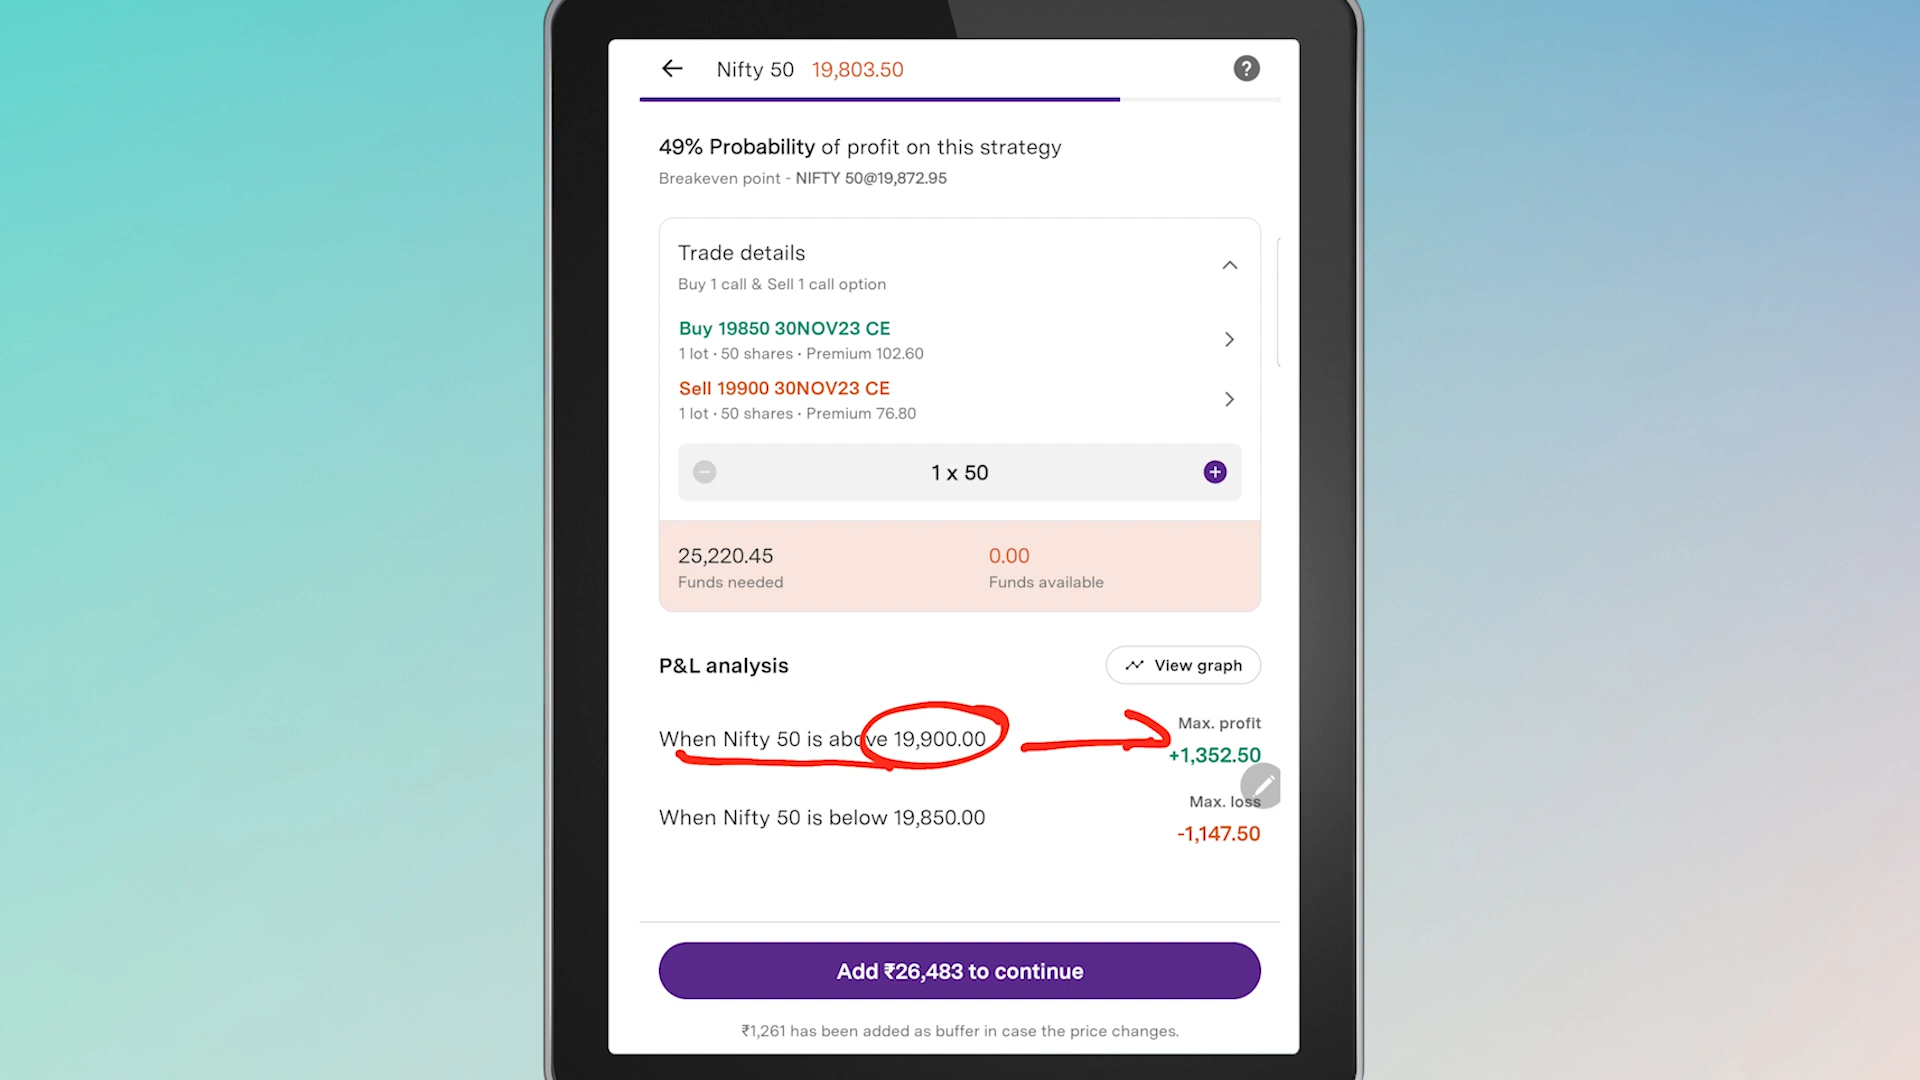 Nifty 50 19,803.50 ?
49% Probability of profit on this strategy
Breakeven point - NIFTY 50@19,872.95
Trade details
Buy 1 call & Sell 1 call option
Buy 19850 30NOV23 CE
1 lot • 50 shares • Premium 102.60
Sell 19900 30NOV23 CE
1 lot • 50 shares • Premium 76.80
1 x 50
25,220.45 0.00
Funds needed Funds available
P&L analysis View graph
When Nifty 50 is above 19,900.00
Max. profit
+1,352.50
When Nifty 50 is below 19,850.00
Max. loss
-1,147.50
Add ₹26,483 to continue
₹1,261 has been added as buffer in case the price changes.